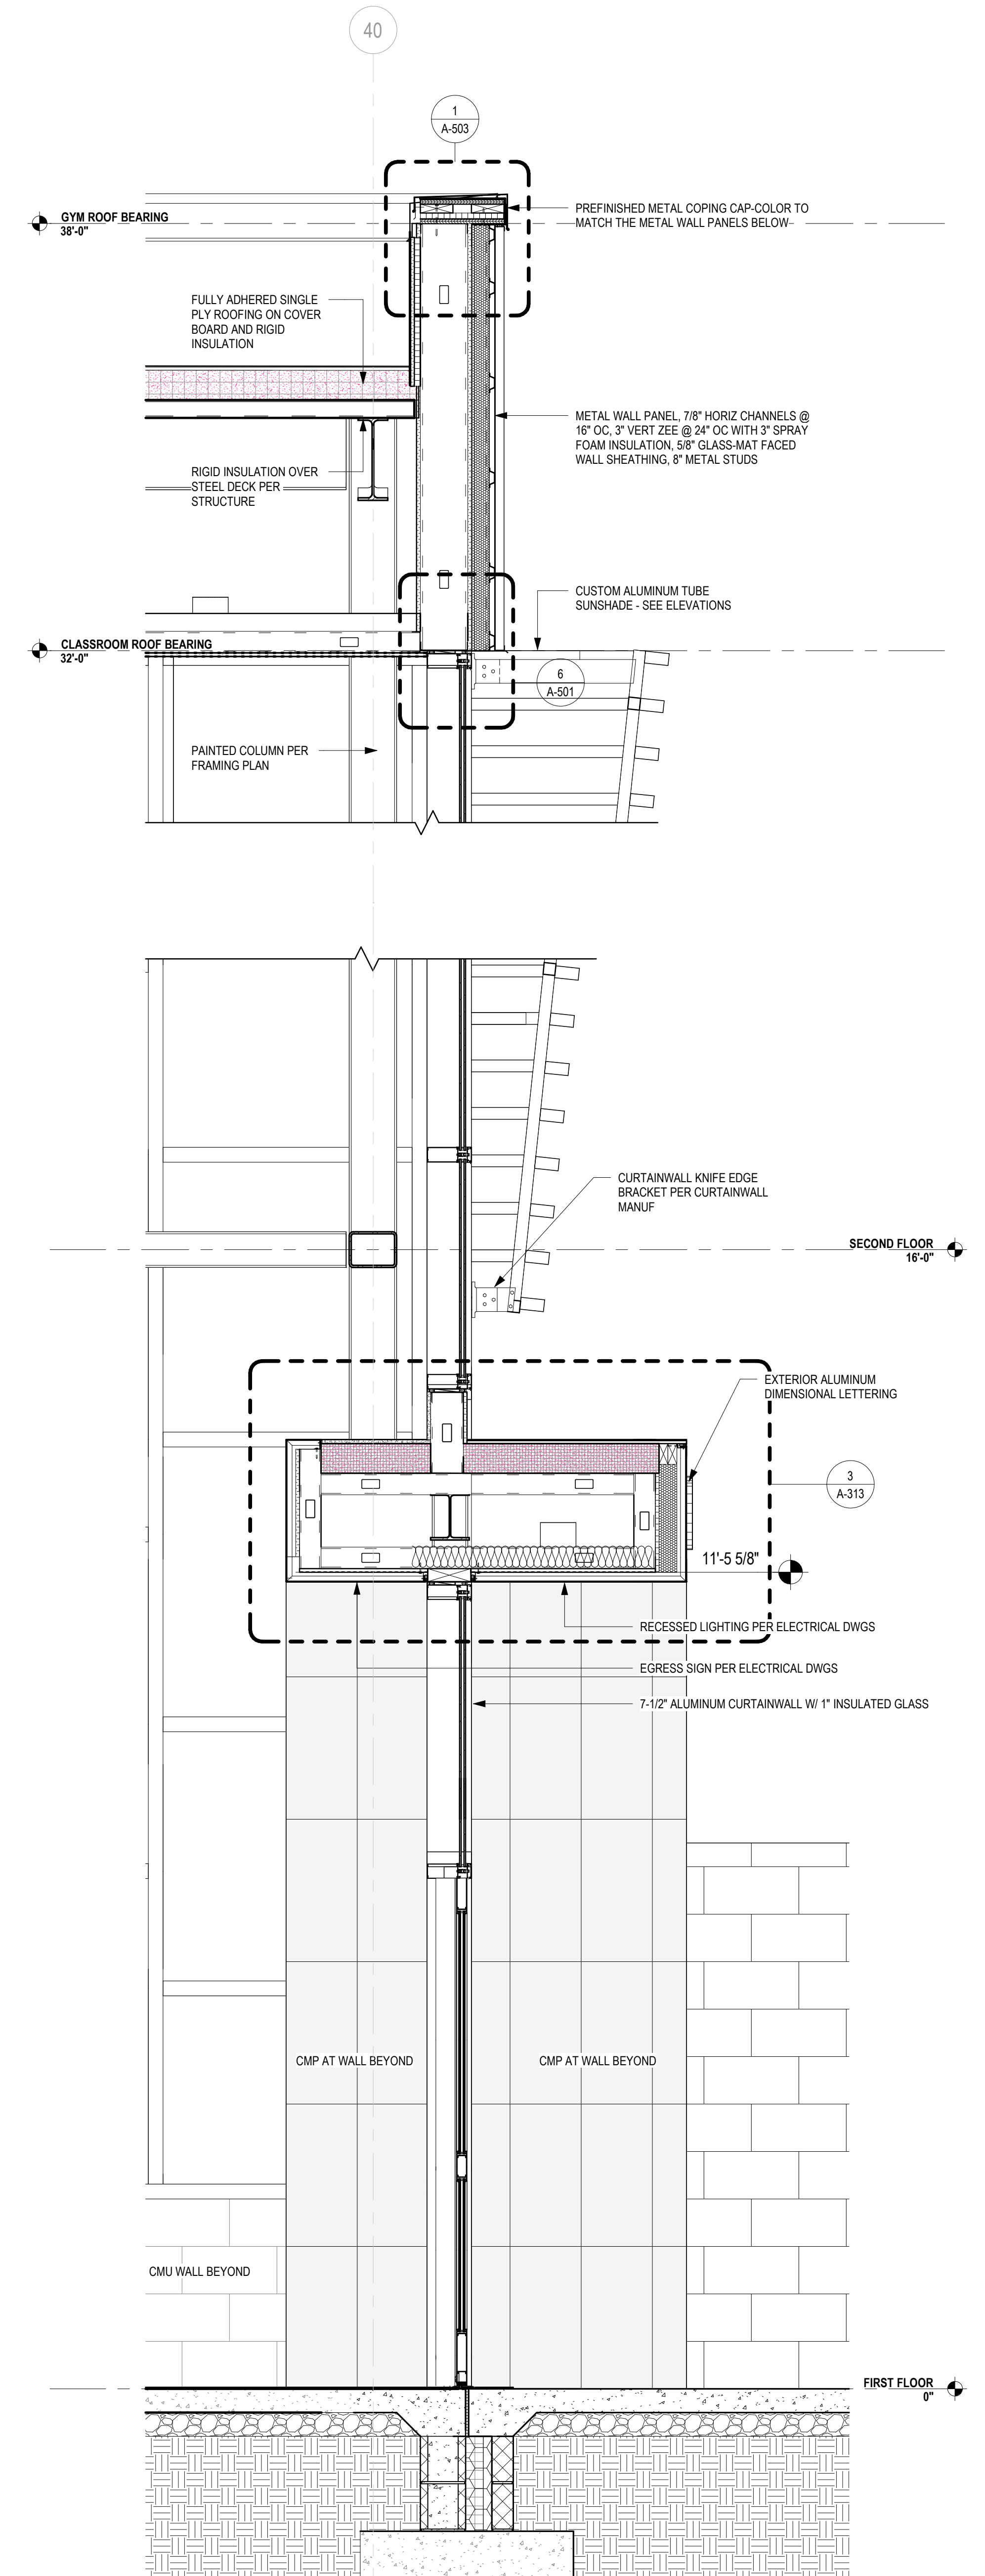 40
1
A-503
PREFINISHED METAL COPING CAP-COLOR TO
MATCH THE METAL WALL PANELS BELOW
GYM ROOF BEARING
38'-0"
FULLY ADHERED SINGLE
PLY ROOFING ON COVER
BOARD AND RIGID
INSULATION
METAL WALL PANEL, 7/8" HORIZ CHANNELS @
16" OC, 3" VERT ZEE @ 24" OC WITH 3" SPRAY
FOAM INSULATION, 5/8" GLASS-MAT FACED
WALL SHEATHING, 8" METAL STUDS
RIGID INSULATION OVER
STEEL DECK PER
STRUCTURE
CUSTOM ALUMINUM TUBE
SUNSHADE - SEE ELEVATIONS
CLASSROOM ROOF BEARING
32'-0"
6
A-501
PAINTED COLUMN PER
FRAMING PLAN
CURTAINWALL KNIFE EDGE
BRACKET PER CURTAINWALL
MANUF
SECOND FLOOR
16'-0"
EXTERIOR ALUMINUM
DIMENSIONAL LETTERING
3
A-313
11'-5 5/8"
RECESSED LIGHTING PER ELECTRICAL DWGS
EGRESS SIGN PER ELECTRICAL DWGS
7-1/2" ALUMINUM CURTAINWALL W/ 1" INSULATED GLASS
CMP AT WALL BEYOND
CMP AT WALL BEYOND
CMU WALL BEYOND
FIRST FLOOR
0"